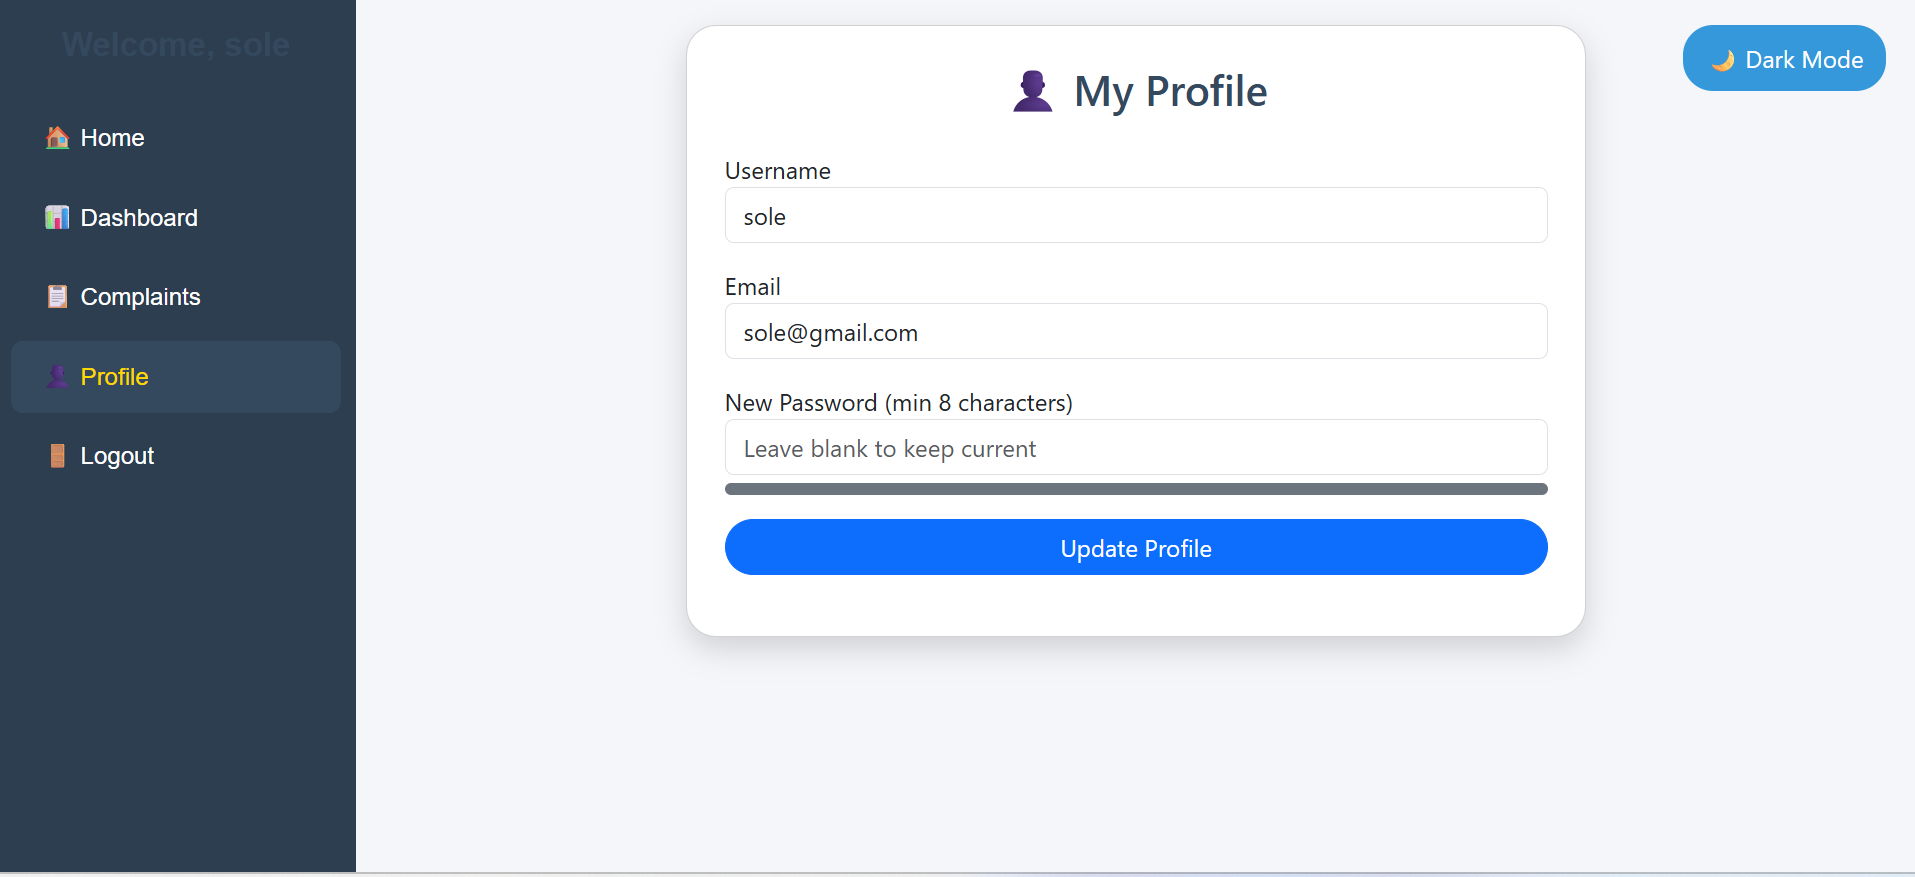 Welcome, sole
Home
Dashboard
Complaints
Profile
Logout
My Profile
Username
sole
Email
sole@gmail.com
New Password (min 8 characters)
Leave blank to keep current
Update Profile
Dark Mode